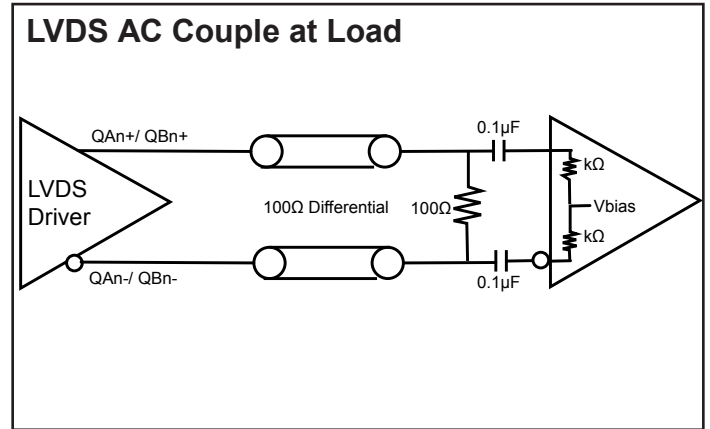 LVDS AC Couple at Load
QAn+/ QBn+
0.1µF
kΩ
LVDS
Driver
100Ω Differential
100Ω
Vbias
kΩ
QAn-/ QBn-
0.1µF